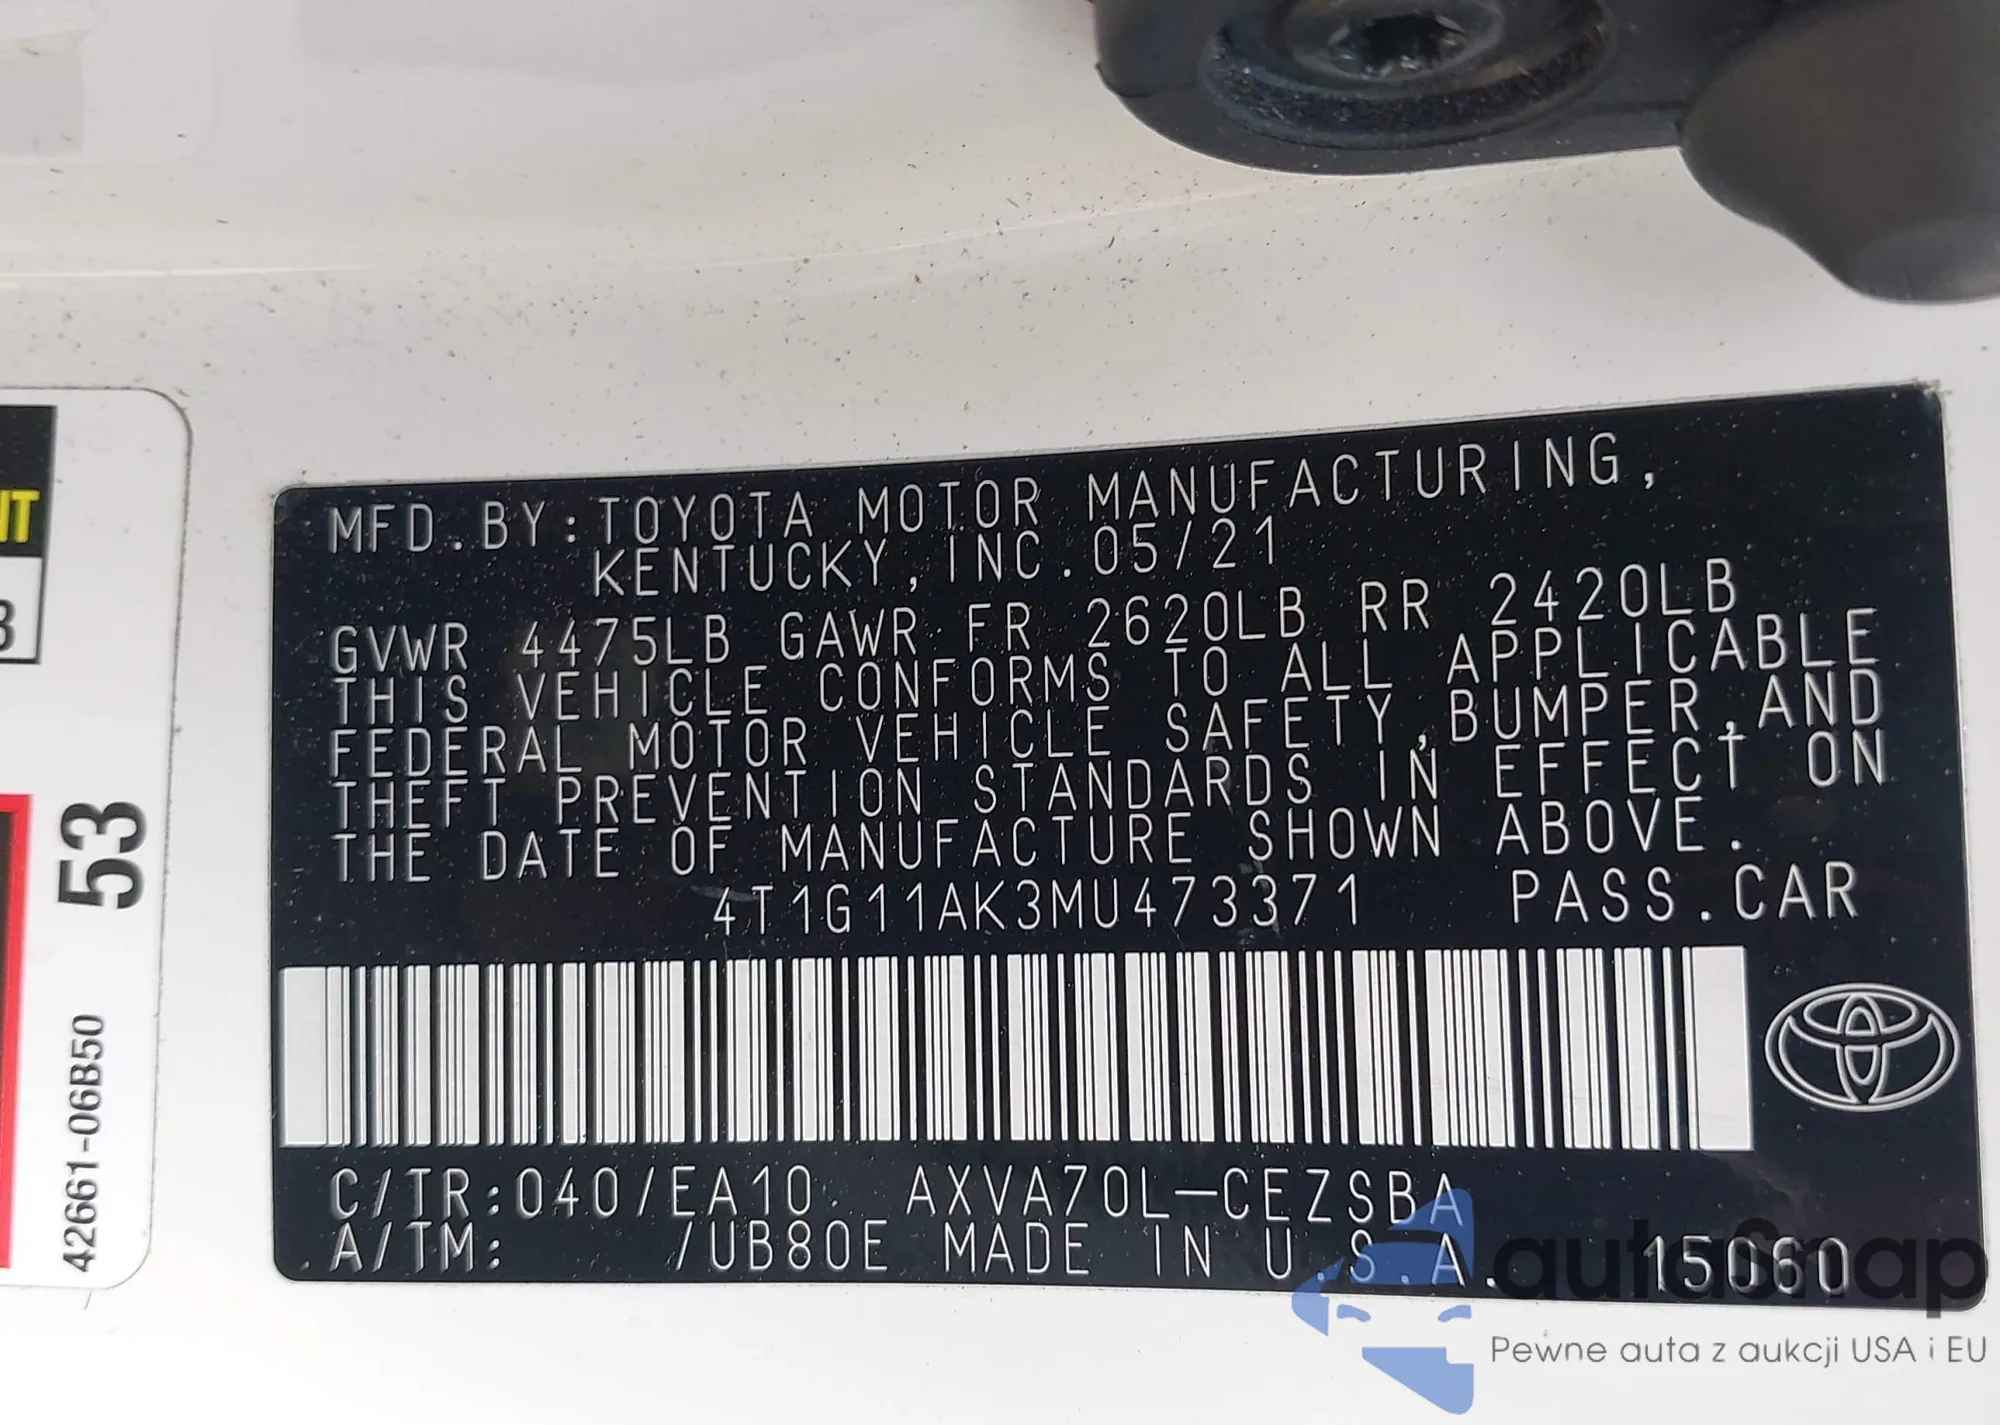 MFD.BY:TOYOTA MOTOR MANUFACTURING,
KENTUCKY,INC.05/21
GVWR 4475LB GAWR FR 2620LB RR 2420LB
THIS VEHICLE CONFORMS TO ALL APPLICABLE
FEDERAL MOTOR VEHICLE SAFETY,BUMPER,AND
THEFT PREVENTION STANDARDS IN EFFECT ON
THE DATE OF MANUFACTURE SHOWN ABOVE.
4T1G11AK3MU473371 PASS.CAR
C/TR:040/EA10 AXVA70L-CEZSBA
A/TM: /UB80E MADE IN U.S.A. 15060
53
42661-06B50
autosnap
Pewne auta z aukcji USA i EU